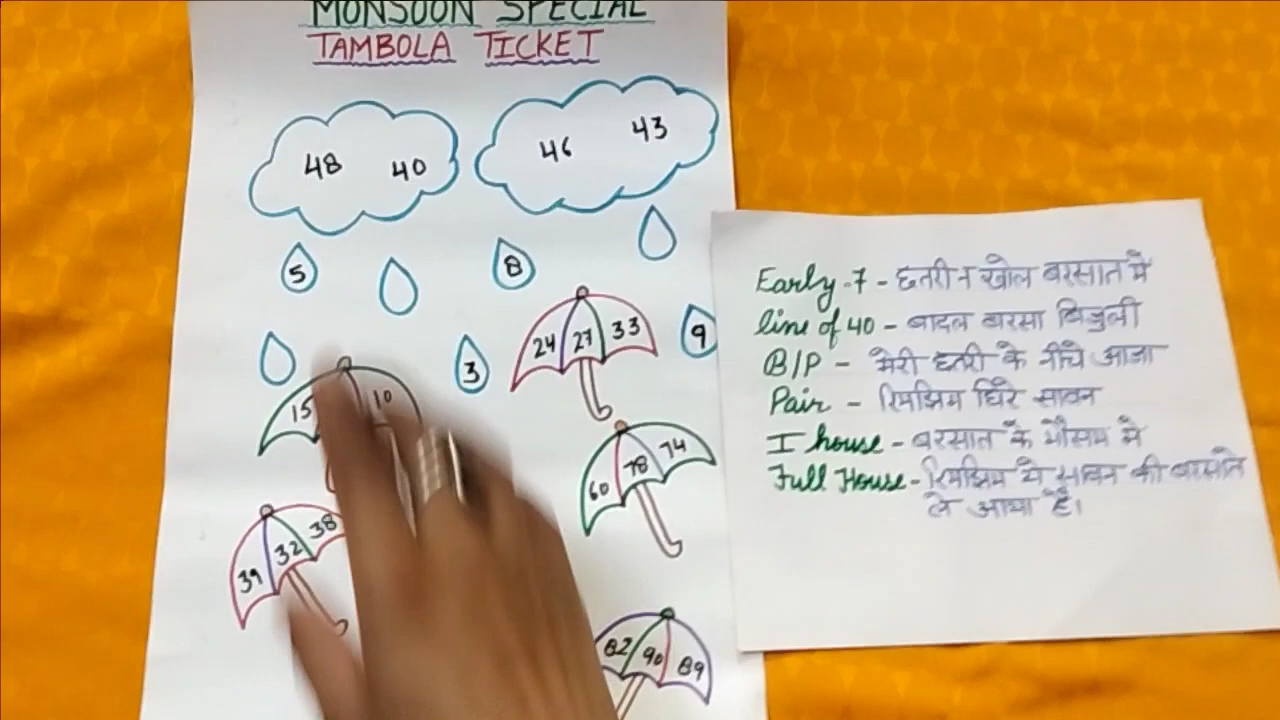 MONSOON SPECIAL
TAMBOLA TICKET
48 40
46 43
5
8
9
3
24 27 33
15 10
60 78 74
39 32 38
82 90 89
Early-7 - छतरी न खोल बरसात में
line of 40 - बादल बरसा बिजुली
B/P - मेरी छतरी के नीचे आजा
Pair - रिमझिम घिरे सावन
I house - बरसात के मौसम में
Full House - रिमझिम ये सावन की बरसाते
ले आया है।